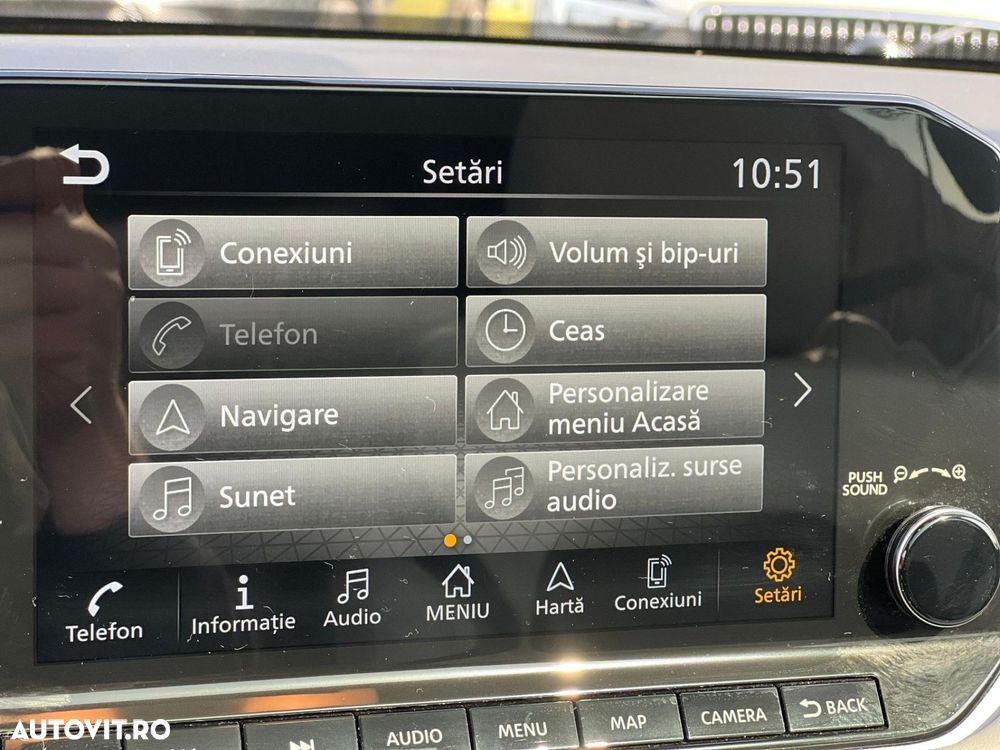 Setări
10:51
Conexiuni
Volum şi bip-uri
Telefon
Ceas
Navigare
Personalizare
meniu Acasă
Sunet
Personaliz. surse
audio
PUSH
SOUND
Telefon
Informaţie
Audio
MENIU
Hartă
Conexiuni
Setări
AUDIO
MENU
MAP
CAMERA
BACK
AUTOVIT.RO